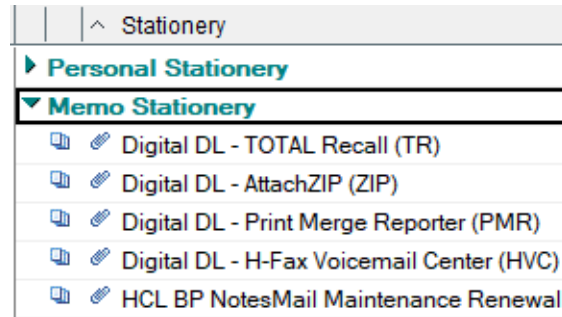 Stationery
Personal Stationery
Memo Stationery
Digital DL - TOTAL Recall (TR)
Digital DL - AttachZIP (ZIP)
Digital DL - Print Merge Reporter (PMR)
Digital DL - H-Fax Voicemail Center (HVC)
HCL BP NotesMail Maintenance Renewal